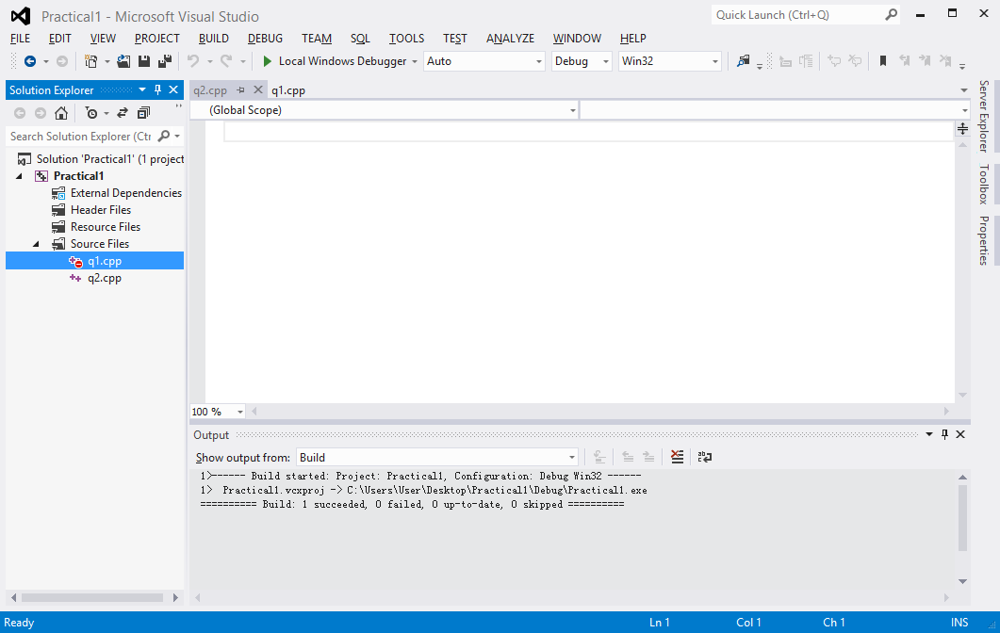 Practical1 - Microsoft Visual Studio
Quick Launch (Ctrl+Q)
FILE EDIT VIEW PROJECT BUILD DEBUG TEAM SQL TOOLS TEST ANALYZE WINDOW HELP
Local Windows Debugger Auto Debug Win32
Solution Explorer
Search Solution Explorer (Ctr
Solution 'Practical1' (1 project
Practical1
External Dependencies
Header Files
Resource Files
Source Files
q1.cpp
q2.cpp
q2.cpp q1.cpp
(Global Scope)
100 %
Output
Show output from: Build
1>------ Build started: Project: Practical1, Configuration: Debug Win32 ------
1>  Practical1.vcxproj -> C:\Users\User\Desktop\Practical1\Debug\Practical1.exe
========== Build: 1 succeeded, 0 failed, 0 up-to-date, 0 skipped ==========
Server Explorer
Toolbox
Properties
Ready Ln 1 Col 1 Ch 1 INS